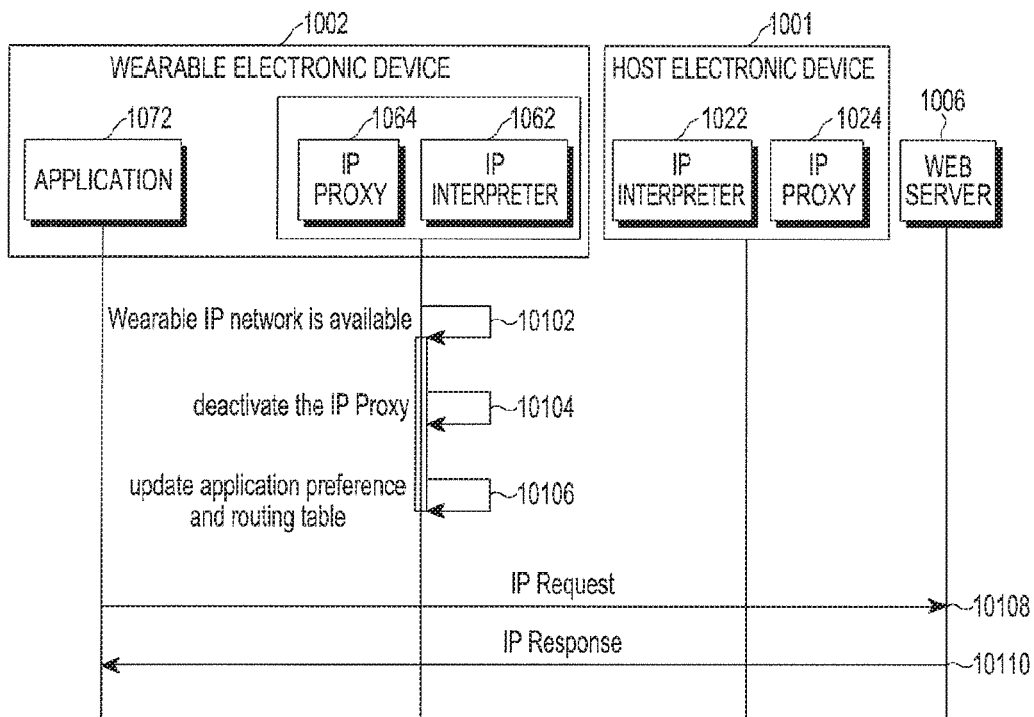 1002
1001
WEARABLE ELECTRONIC DEVICE
HOST ELECTRONIC DEVICE
1072
1064
1062
1022
1024
1006
APPLICATION
IP
PROXY
IP
INTERPRETER
IP
INTERPRETER
IP
PROXY
WEB
SERVER
Wearable IP network is available
10102
deactivate the IP Proxy
10104
update application preference
and routing table
10106
IP Request
10108
IP Response
10110